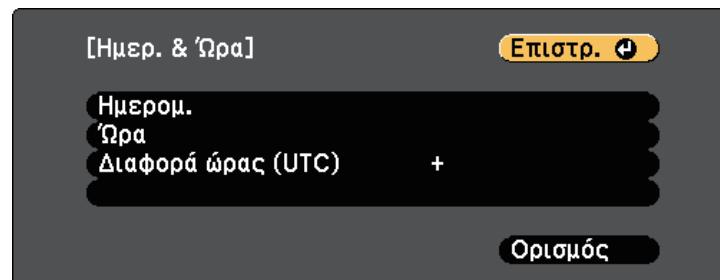 [Ημερ. & Ώρα] Επιστρ.
Ημερομ.
Ώρα
Διαφορά ώρας (UTC) +
Ορισμός